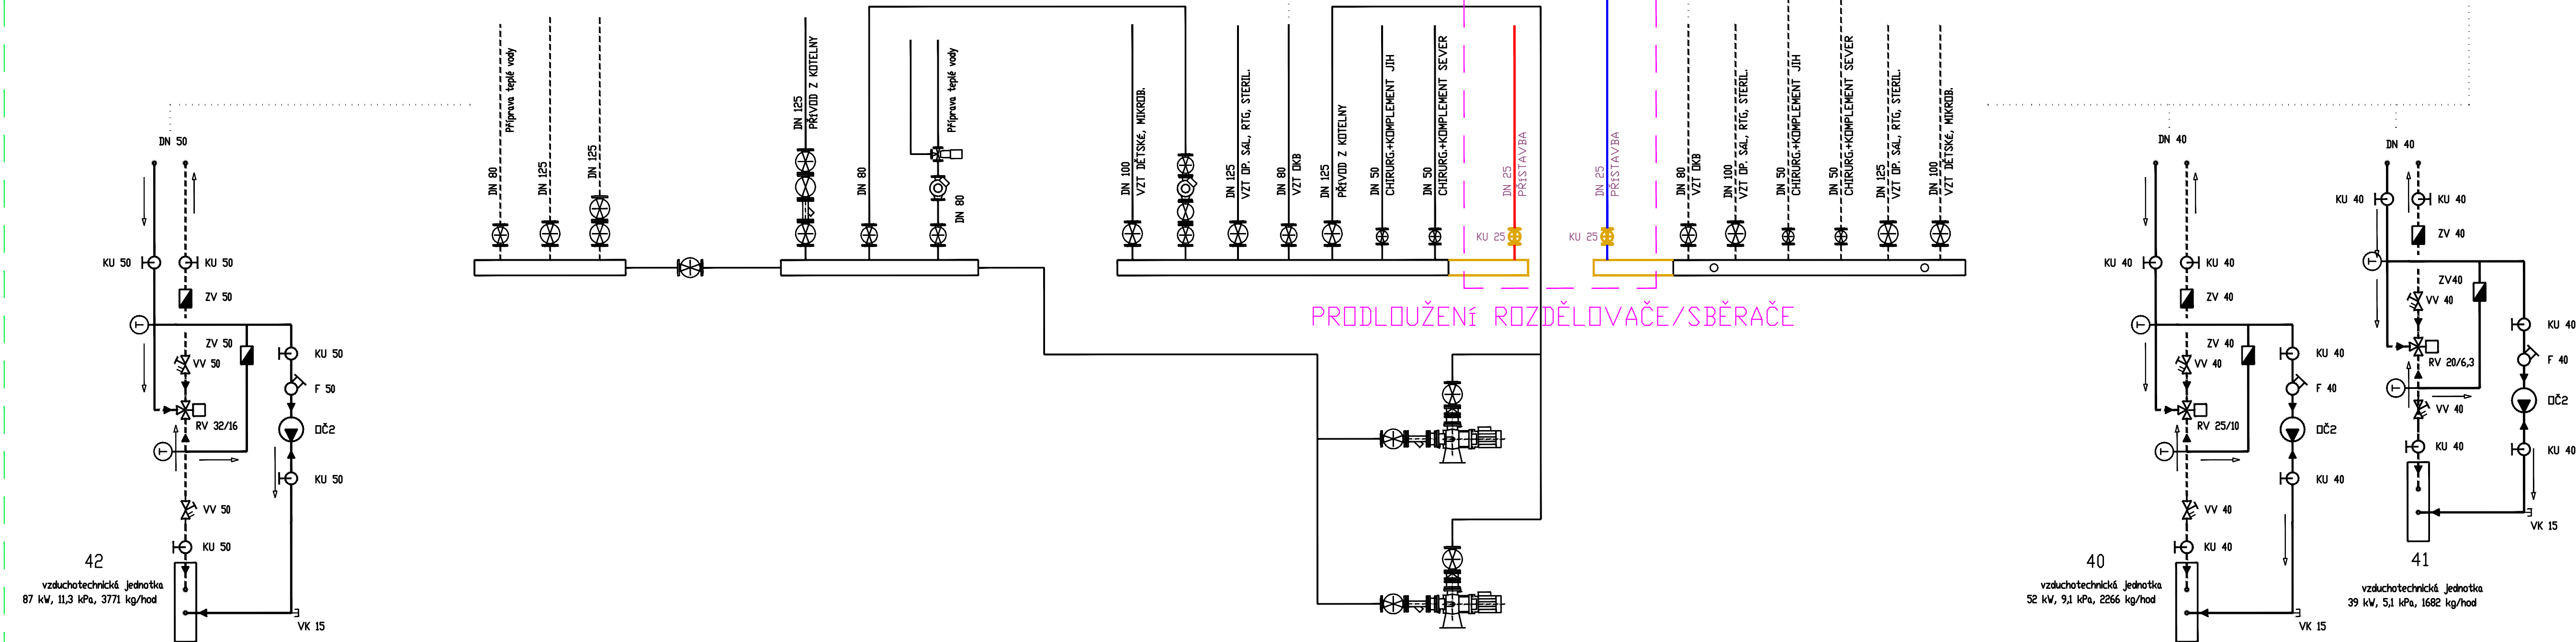 DN 50
KU 50
KU 50
ZV 50
T
ZV 50
VV 50
KU 50
F 50
RV 32/16
OČ2
T
KU 50
VV 50
KU 50
42
vzduchotechnická jednotka
87 kW, 11,3 kPa, 3771 kg/hod
VK 15
DN 80
Příprava teplé vody
DN 125
DN 125
DN 125
PŘÍVOD Z KOTELNY
DN 80
Příprava teplé vody
DN 80
DN 100
VZT DĚTSKÉ, MIKROB.
DN 125
VZT OP. SÁL, RTG, STERIL.
DN 80
VZT OKB
DN 125
PŘÍVOD Z KOTELNY
DN 50
CHIRURG.+KOMPLEMENT JIH
DN 50
CHIRURG.+KOMPLEMENT SEVER
DN 25
PŘÍSTAVBA
KU 25
DN 25
PŘÍSTAVBA
KU 25
DN 80
VZT OKB
DN 100
VZT OP. SÁL, RTG, STERIL.
DN 50
CHIRURG.+KOMPLEMENT JIH
DN 50
CHIRURG.+KOMPLEMENT SEVER
DN 125
VZT OP. SÁL, RTG, STERIL.
DN 100
VZT DĚTSKÉ, MIKROB.
PRODLOUŽENÍ ROZDĚLOVAČE/SBĚRAČE
DN 40
KU 40
KU 40
ZV 40
T
ZV 40
VV 40
KU 40
F 40
RV 25/10
OČ2
T
KU 40
VV 40
KU 40
40
vzduchotechnická jednotka
52 kW, 9,1 kPa, 2266 kg/hod
VK 15
DN 40
KU 40
KU 40
ZV 40
T
ZV40
VV 40
KU 40
F 40
RV 20/6,3
T
OČ2
VV 40
KU 40
KU 40
VK 15
41
vzduchotechnická jednotka
39 kW, 5,1 kPa, 1682 kg/hod